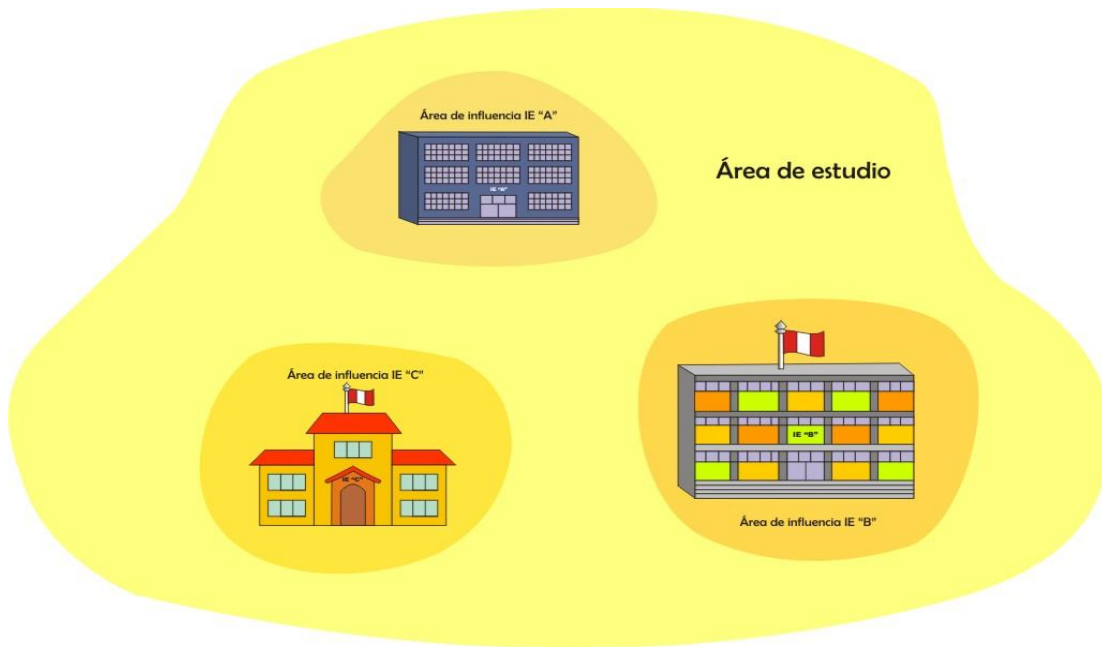 Área de influencia IE “A”
IE “A”
Área de estudio
Área de influencia IE “C”
IE “C”
IE “B”
Área de influencia IE “B”